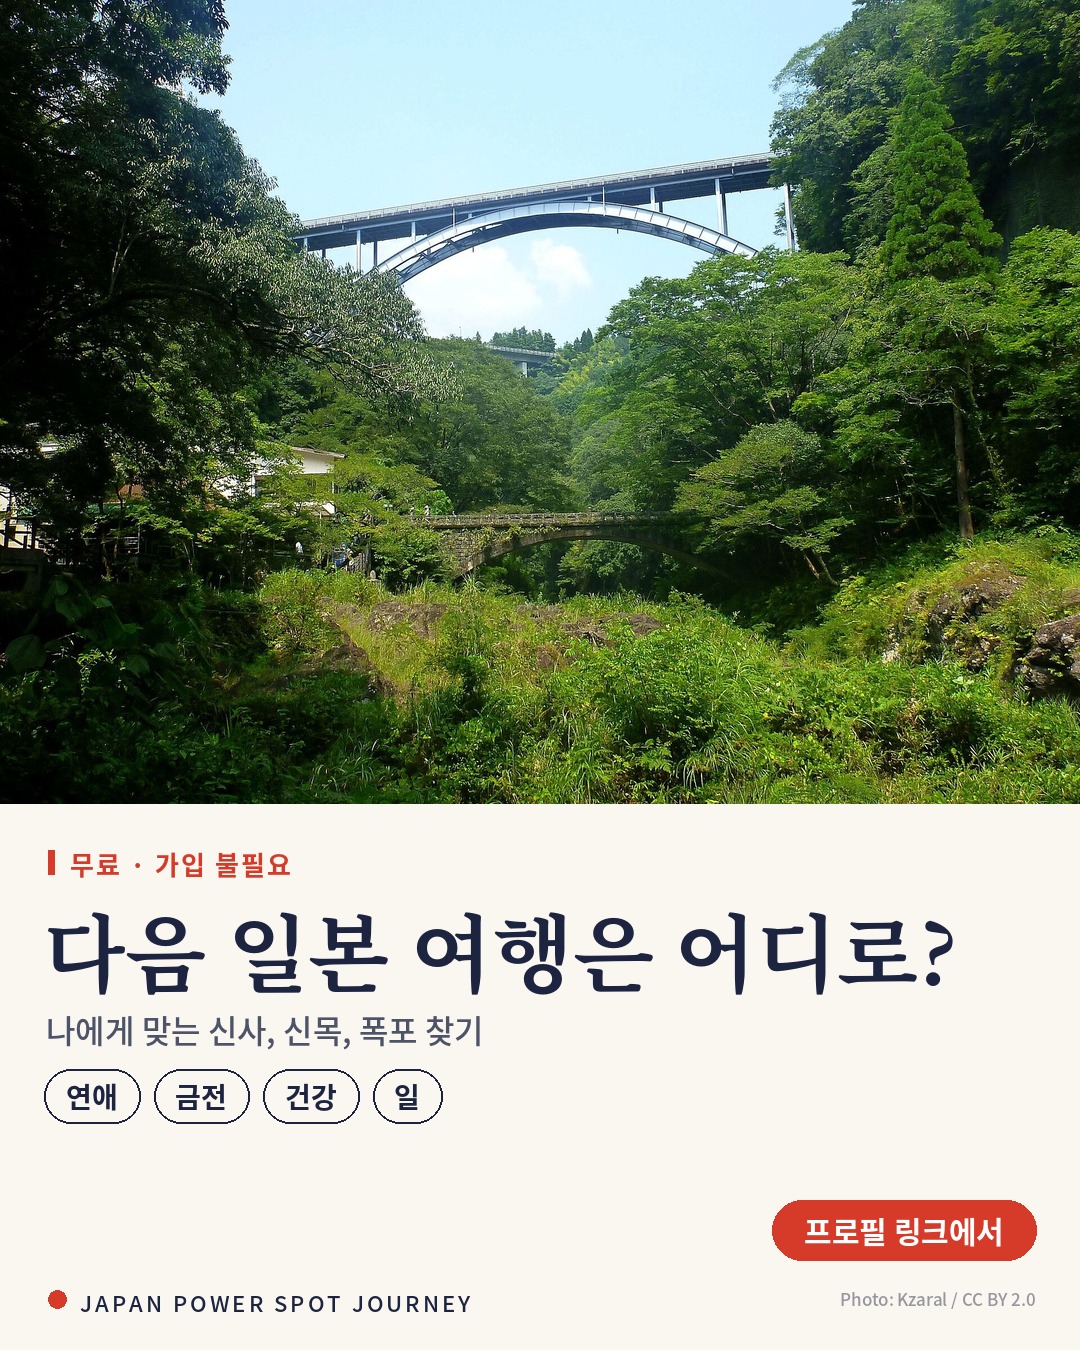 무료 · 가입 불필요
다음 일본 여행은 어디로?
나에게 맞는 신사, 신목, 폭포 찾기
연애 금전 건강 일
프로필 링크에서
JAPAN POWER SPOT JOURNEY
Photo: Kzaral / CC BY 2.0